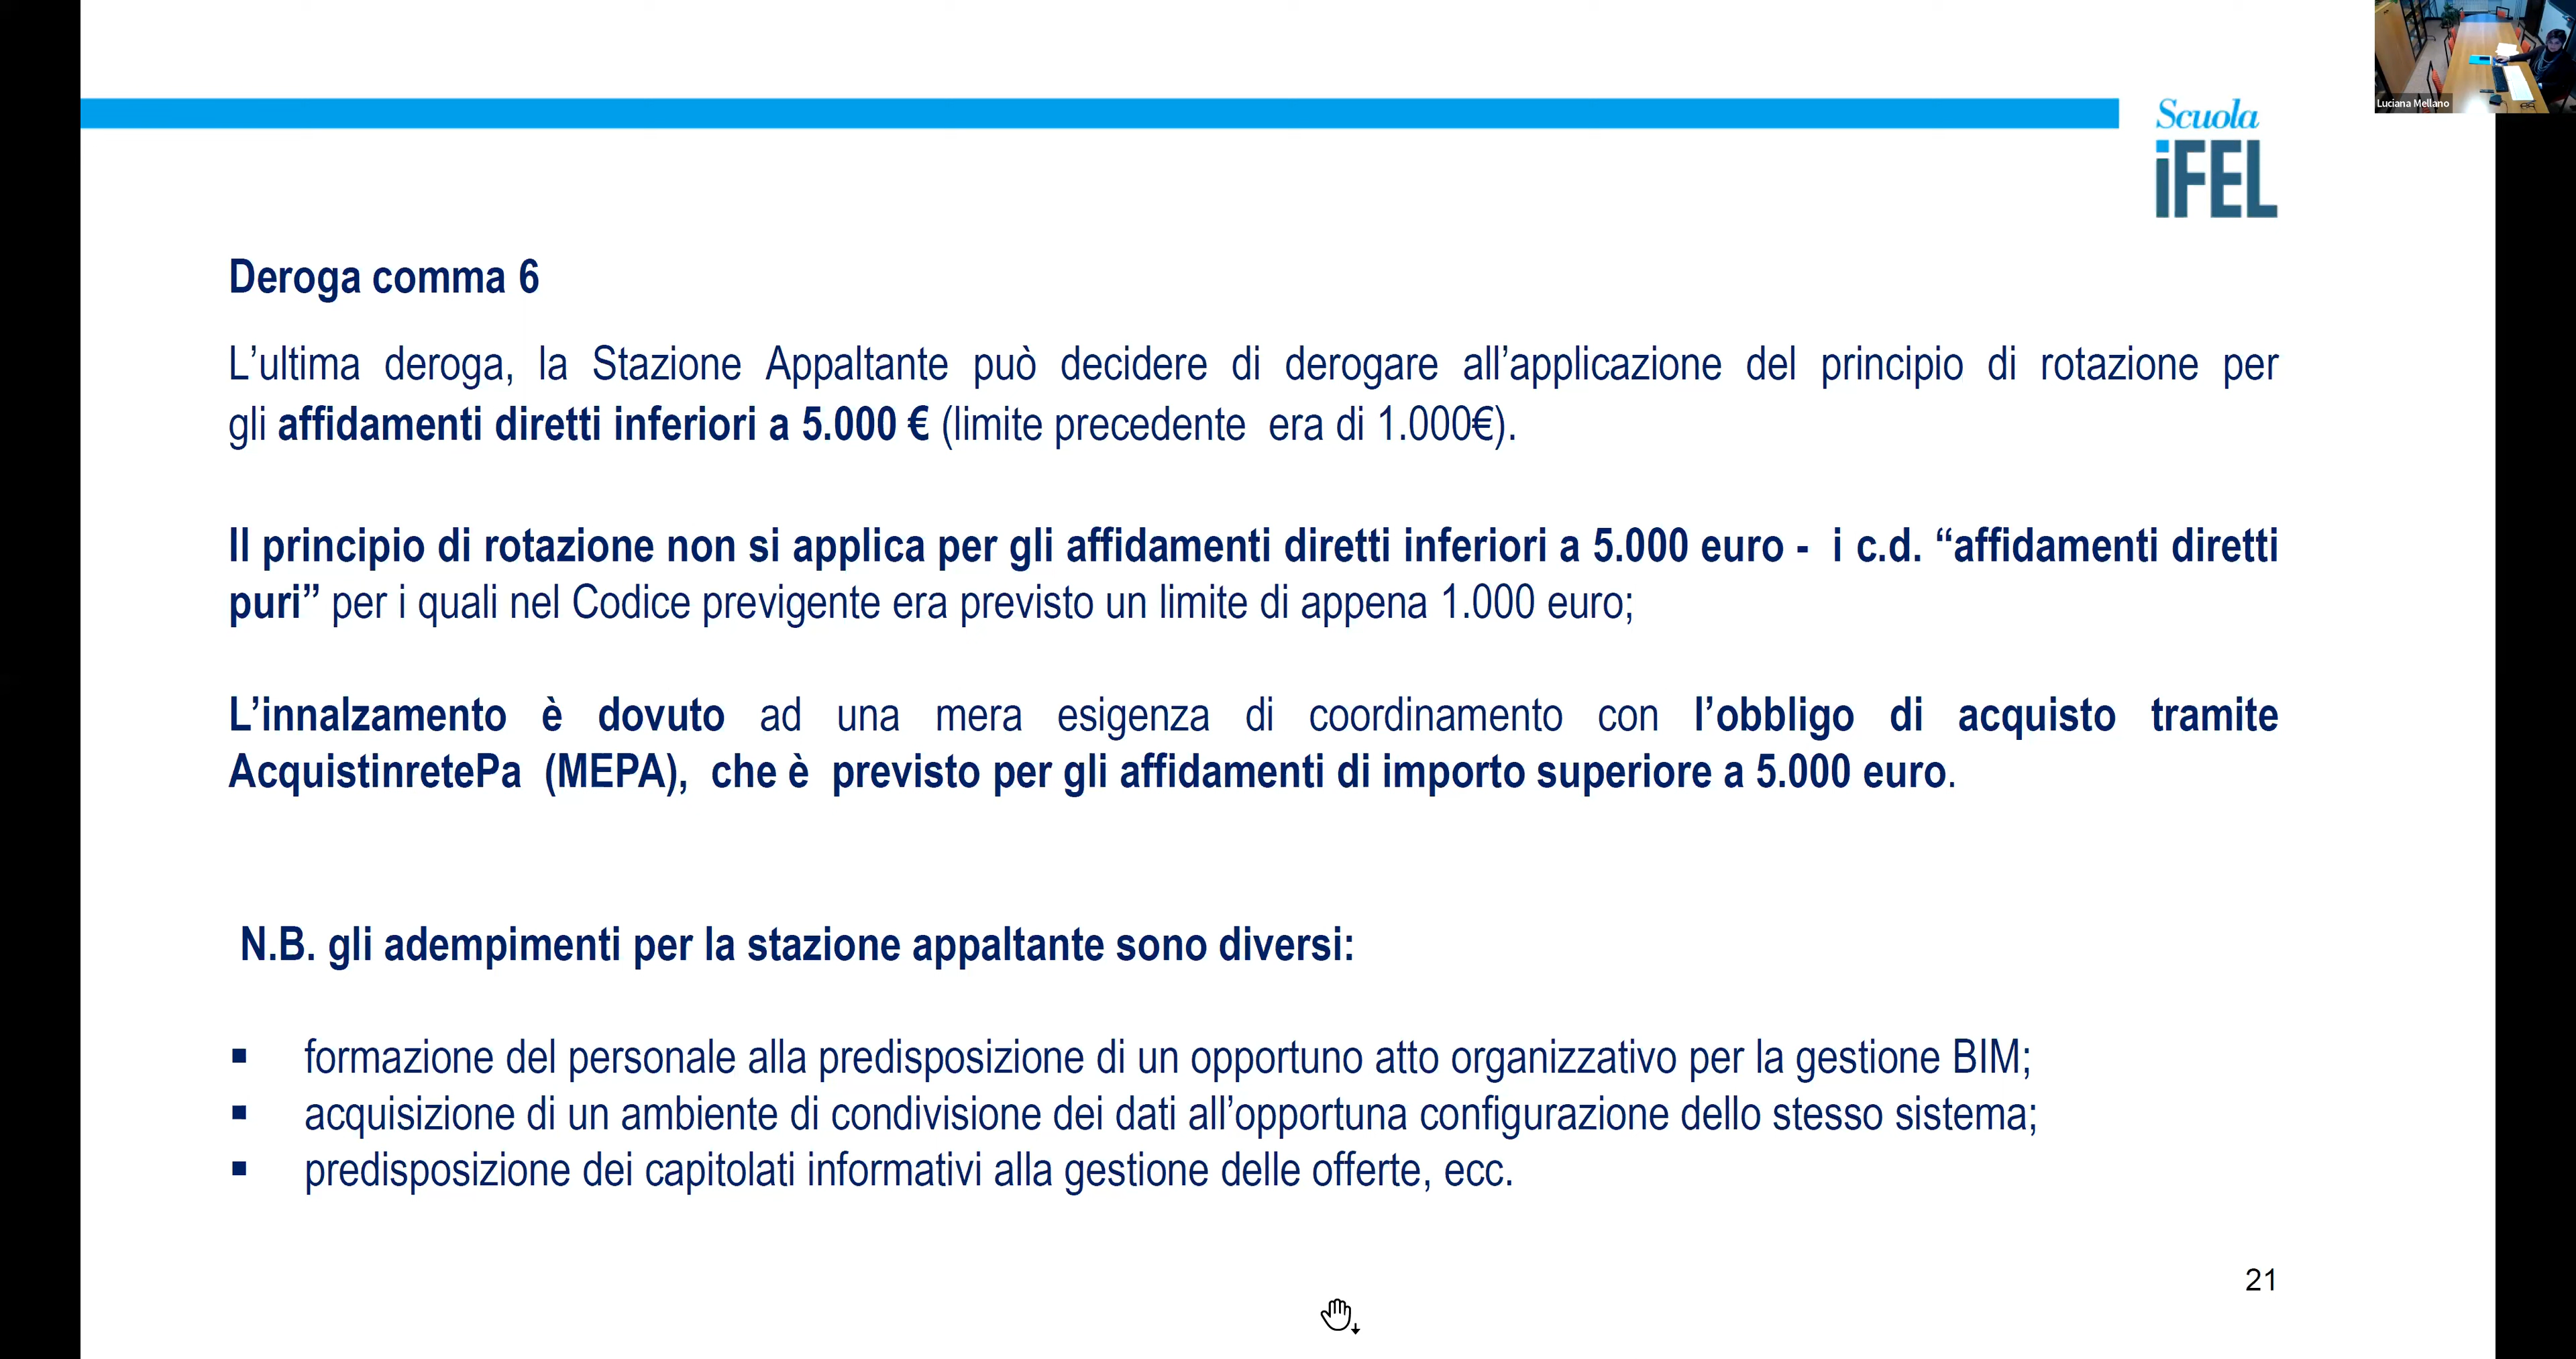 Luciana Mellano
Scuola
iFEL
Deroga comma 6
L’ultima deroga, la Stazione Appaltante può decidere di derogare all’applicazione del principio di rotazione per
gli affidamenti diretti inferiori a 5.000 € (limite precedente era di 1.000€).
Il principio di rotazione non si applica per gli affidamenti diretti inferiori a 5.000 euro - i c.d. “affidamenti diretti
puri” per i quali nel Codice previgente era previsto un limite di appena 1.000 euro;
L’innalzamento è dovuto ad una mera esigenza di coordinamento con l’obbligo di acquisto tramite
AcquistinretePa (MEPA), che è previsto per gli affidamenti di importo superiore a 5.000 euro.
N.B. gli adempimenti per la stazione appaltante sono diversi:
▪ formazione del personale alla predisposizione di un opportuno atto organizzativo per la gestione BIM;
▪ acquisizione di un ambiente di condivisione dei dati all’opportuna configurazione dello stesso sistema;
▪ predisposizione dei capitolati informativi alla gestione delle offerte, ecc.
21